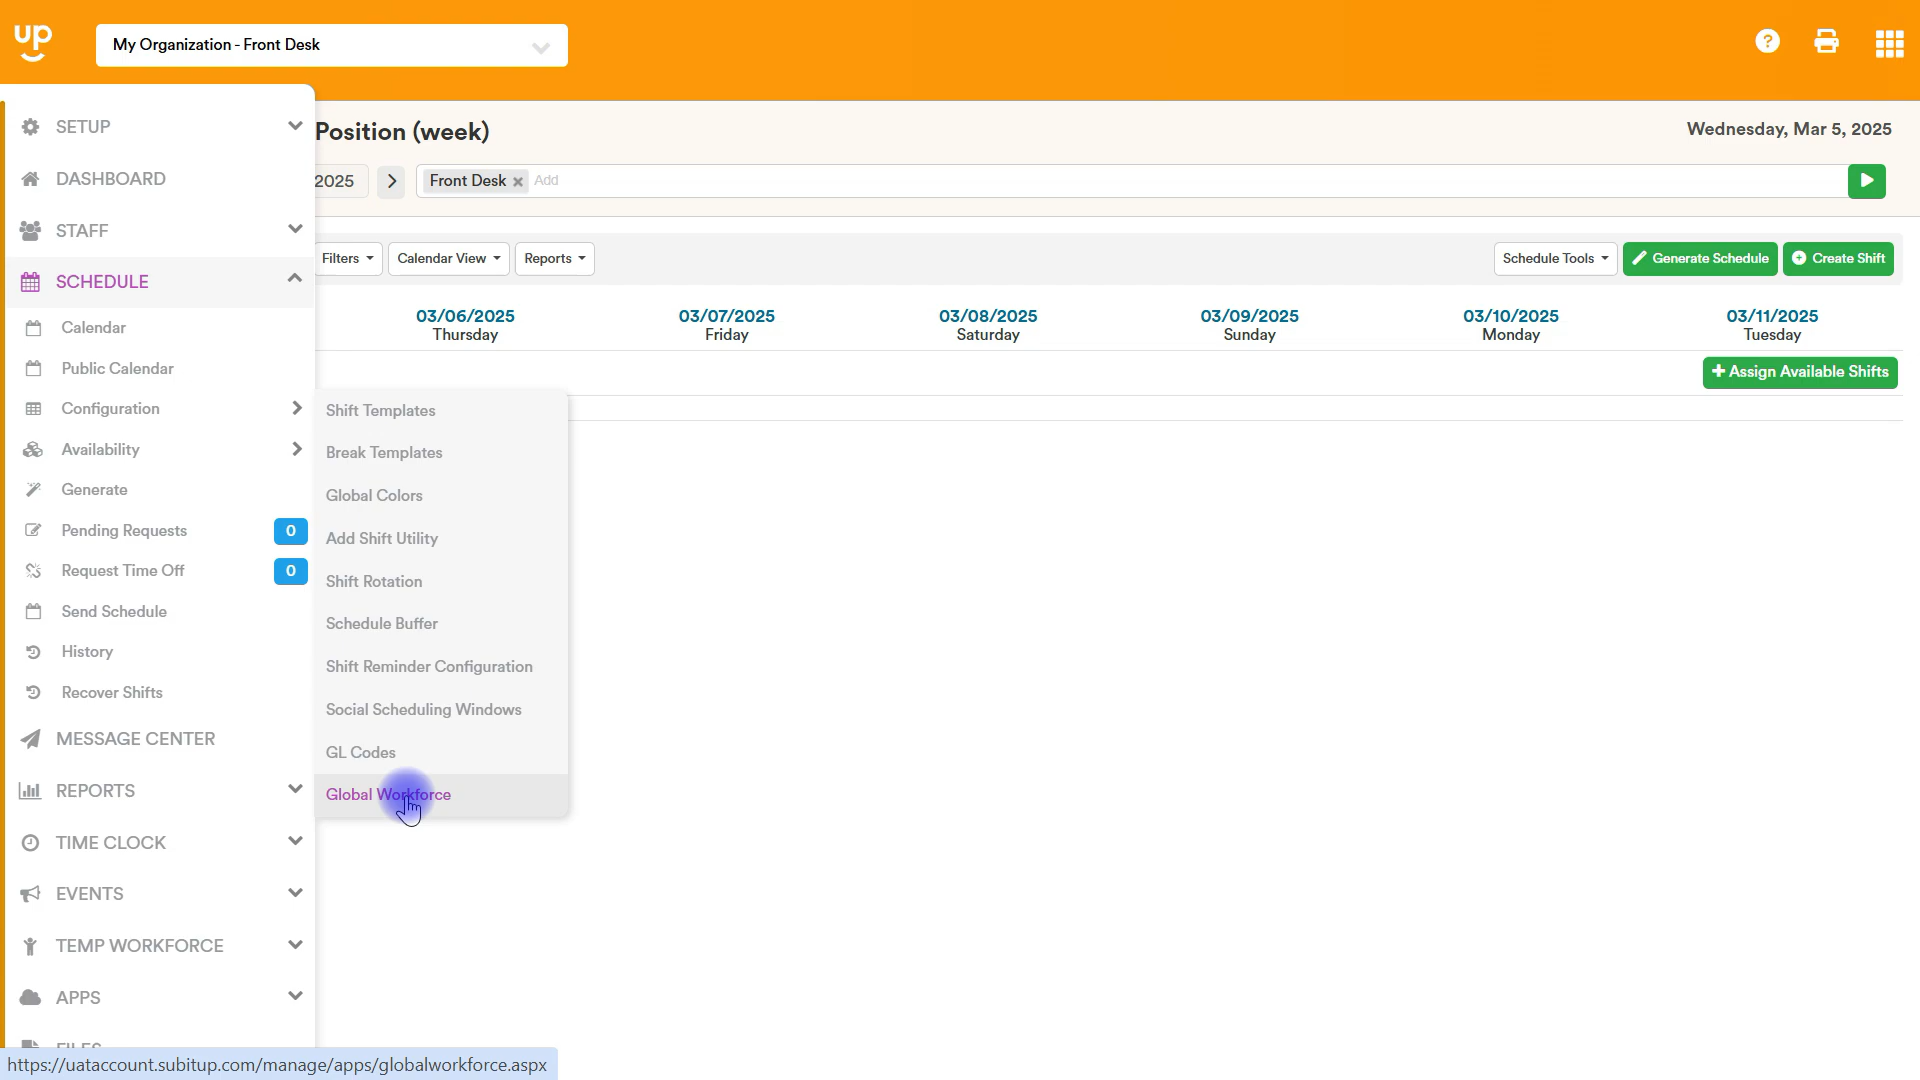 up
My Organization - Front Desk
?
SETUP
DASHBOARD
STAFF
SCHEDULE
Calendar
Public Calendar
Configuration
Availability
Generate
Pending Requests 0
Request Time Off 0
Send Schedule
History
Recover Shifts
MESSAGE CENTER
REPORTS
TIME CLOCK
EVENTS
TEMP WORKFORCE
APPS
FILES
Shift Templates
Break Templates
Global Colors
Add Shift Utility
Shift Rotation
Schedule Buffer
Shift Reminder Configuration
Social Scheduling Windows
GL Codes
Global Workforce
Position (week)
Wednesday, Mar 5, 2025
2025 Front Desk Add
Filters Calendar View Reports Schedule Tools Generate Schedule Create Shift
03/06/2025 03/07/2025 03/08/2025 03/09/2025 03/10/2025 03/11/2025
Thursday Friday Saturday Sunday Monday Tuesday
Assign Available Shifts
https://uataccount.subitup.com/manage/apps/globalworkforce.aspx